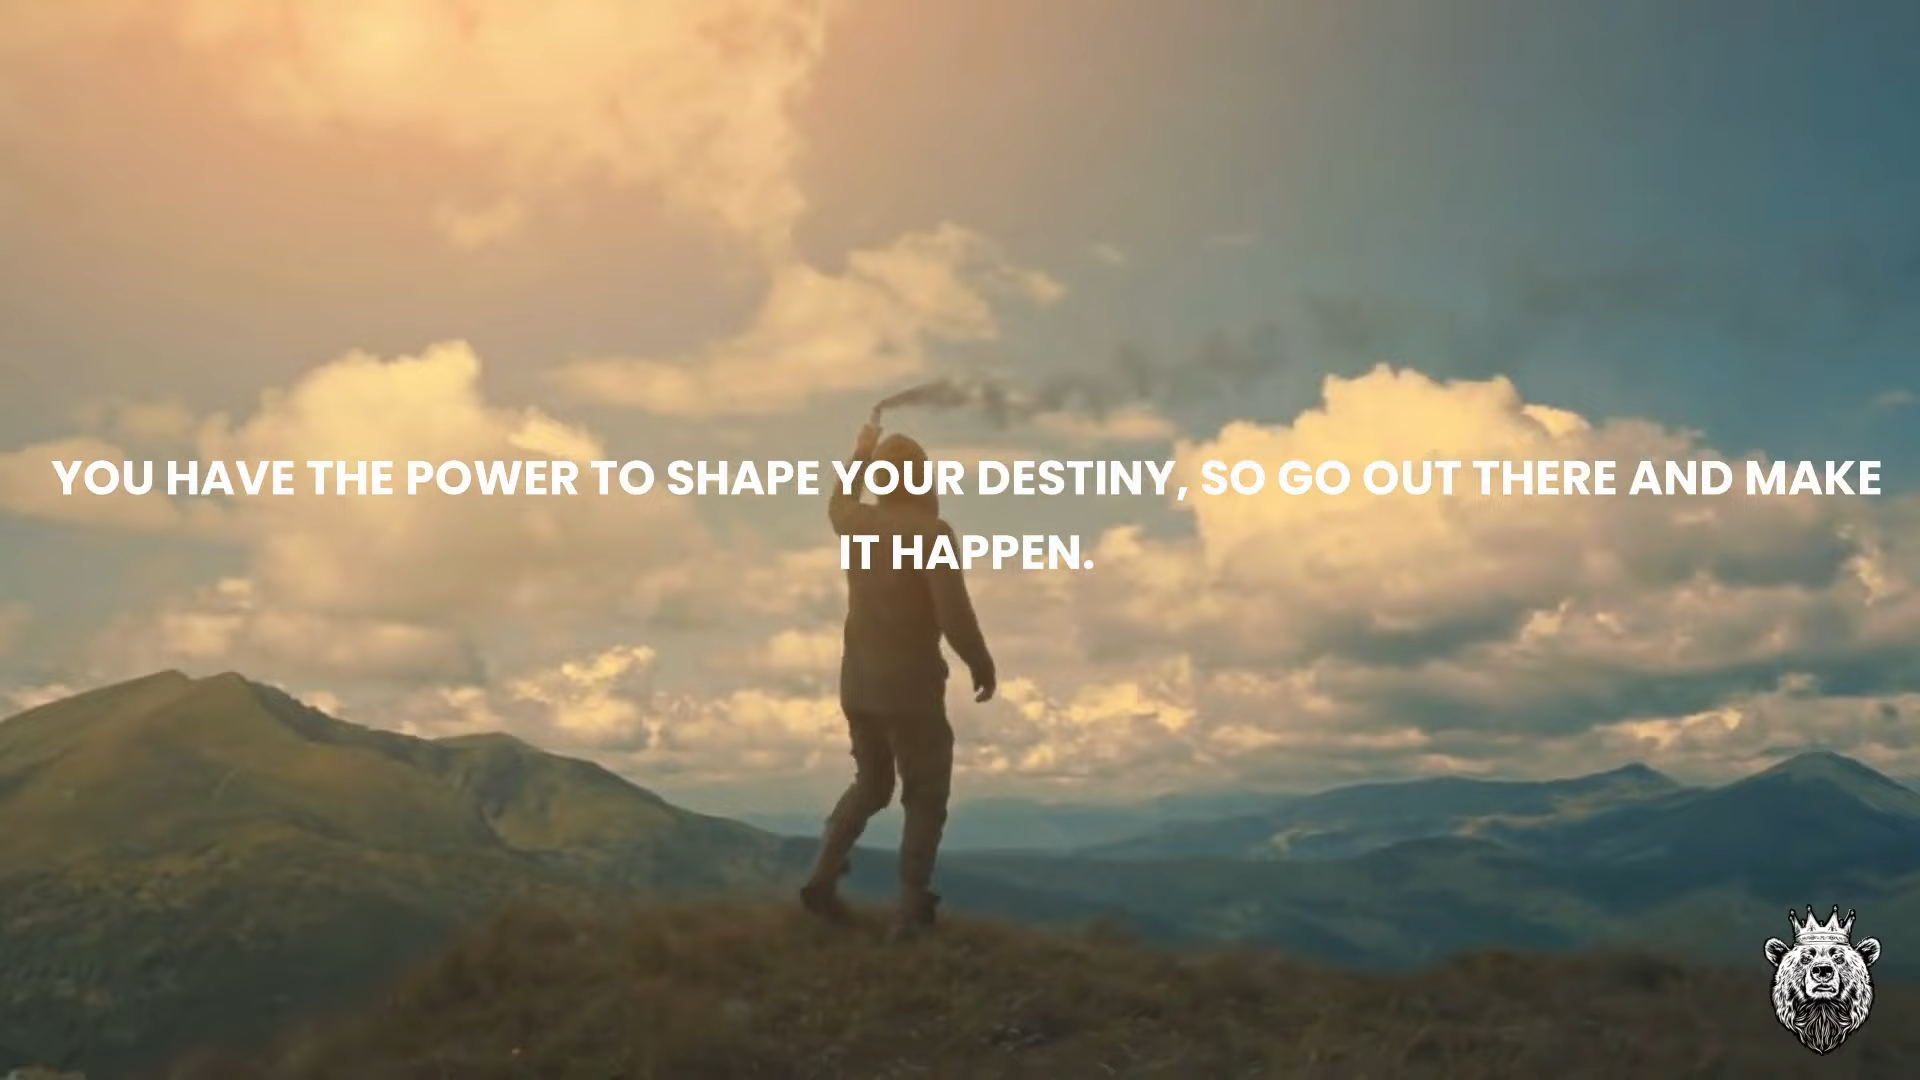 YOU HAVE THE POWER TO SHAPE YOUR DESTINY, SO GO OUT THERE AND MAKE
IT HAPPEN.